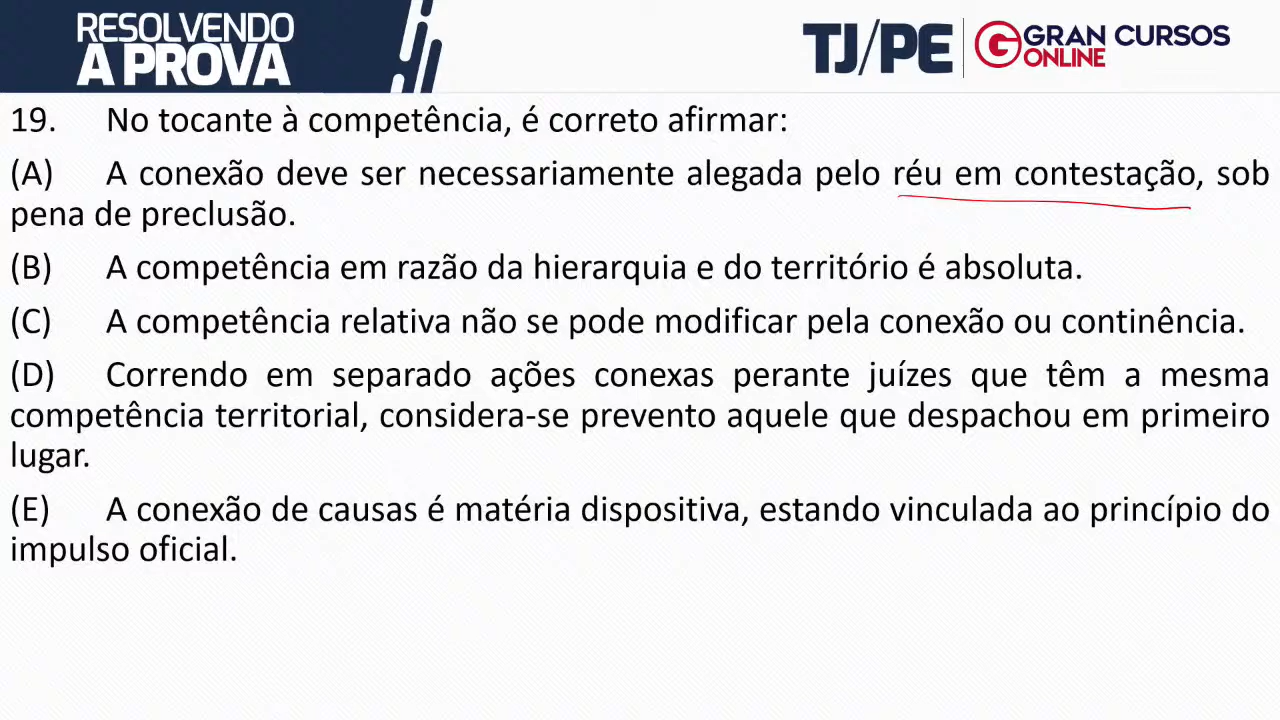 RESOLVENDO
A PROVA
TJ/PE
GRAN CURSOS
ONLINE
19. No tocante à competência, é correto afirmar:
(A) A conexão deve ser necessariamente alegada pelo réu em contestação, sob
pena de preclusão.
(B) A competência em razão da hierarquia e do território é absoluta.
(C) A competência relativa não se pode modificar pela conexão ou continência.
(D) Correndo em separado ações conexas perante juízes que têm a mesma
competência territorial, considera-se prevento aquele que despachou em primeiro
lugar.
(E) A conexão de causas é matéria dispositiva, estando vinculada ao princípio do
impulso oficial.